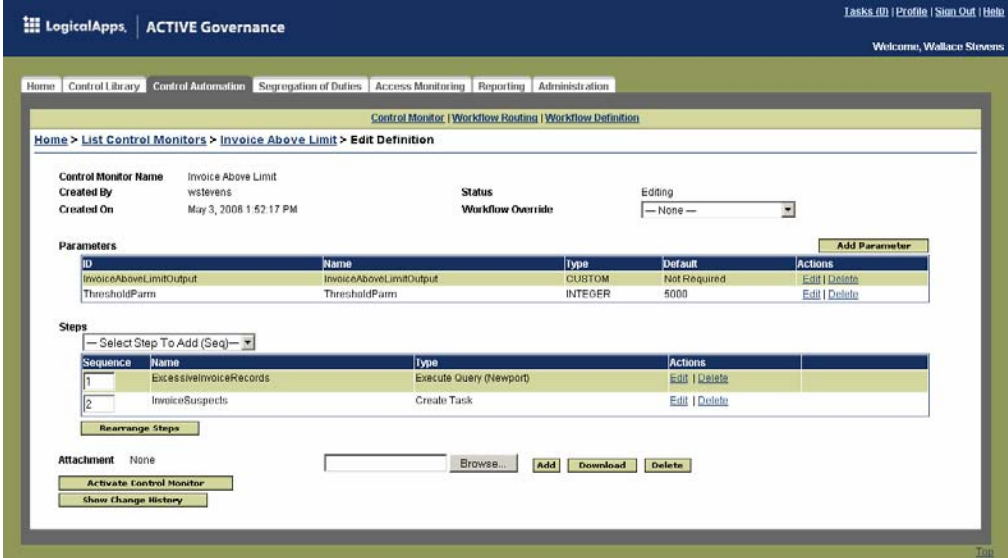 Tasks (0) | Profile | Sign Out | Help
LogicalApps. ACTIVE Governance
Welcome, Wallace Stevens
Home Control Library Control Automation Segregation of Duties Access Monitoring Reporting Administration
Control Monitor | Workflow Routing | Workflow Definition
Home > List Control Monitors > Invoice Above Limit > Edit Definition
Control Monitor Name Invoice Above Limit
Created By wstevens Status Editing
Created On May 3, 2006 1:52:17 PM Workflow Override — None —
Parameters Add Parameter
ID Name Type Default Actions
InvoiceAboveLimitOutput InvoiceAboveLimitOutput CUSTOM Not Required Edit | Delete
ThresholdParm ThresholdParm INTEGER 5000 Edit | Delete
Steps
— Select Step To Add (Seq)—
Sequence Name Type Actions
1 ExcessiveInvoiceRecords Execute Query (Newport) Edit | Delete
2 InvoiceSuspects Create Task Edit | Delete
Rearrange Steps
Attachment None Browse... Add Download Delete
Activate Control Monitor
Show Change History
Top